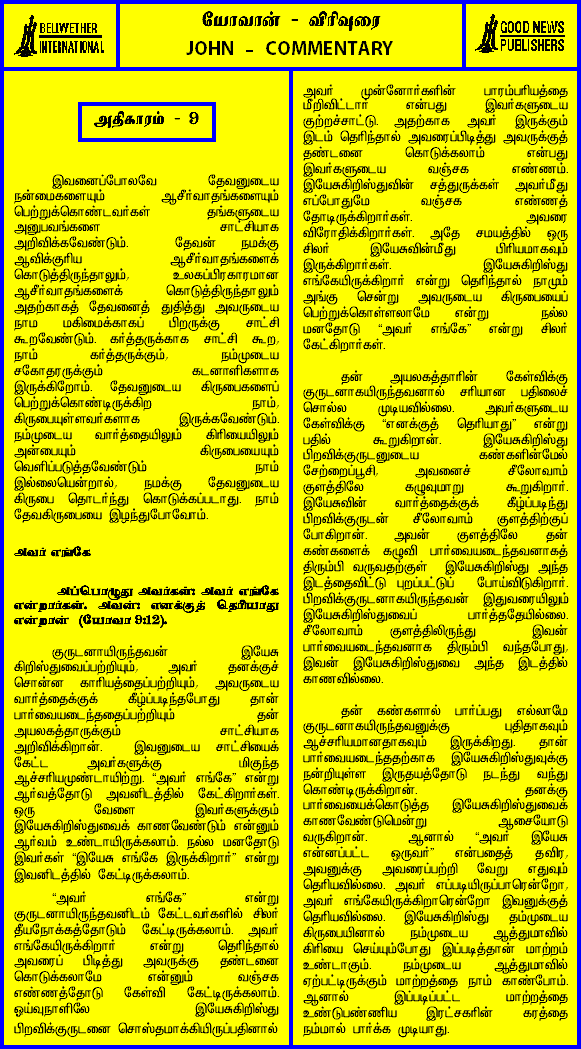 BELWETHER
INTERNATIONAL
யோவான் - விரிவுரை
JOHN - COMMENTARY
GOOD NEWS
PUBLISHERS
அதிகாரம் - 9
இவனைப்போலவே தேவனுடைய
நன்மைகளையும் ஆசீர்வாதங்களையும்
பெற்றுக்கொண்டவர்கள் தங்களுடைய
அனுபவங்களை சாட்சியாக
அறிவிக்கவேண்டும். தேவன் நமக்கு
ஆவிக்குரிய ஆசீர்வாதங்களைக்
கொடுத்திருந்தாலும், உலகப்பிரகாரமான
ஆசீர்வாதங்களைக் கொடுத்திருந்தாலும்
அதற்காகத் தேவனைத் துதித்து அவருடைய
நாம மகிமைக்காகப் பிறருக்கு சாட்சி
கூறவேண்டும். கர்த்தருக்காக சாட்சி கூற,
நாம் கர்த்தருக்கும், நம்முடைய
சகோதரருக்கும் கடனாளிகளாக
இருக்கிறோம். தேவனுடைய கிருபைகளைப்
பெற்றுக்கொண்டிருக்கிற நாம்,
கிருபையுள்ளவர்களாக இருக்கவேண்டும்.
நம்முடைய வார்த்தையிலும் கிரியையிலும்
அன்பையும் கிருபையையும்
வெளிப்படுத்தவேண்டும் நாம்
இல்லையென்றால், நமக்கு தேவனுடைய
கிருபை தொடர்ந்து கொடுக்கப்படாது. நாம்
தேவகிருபையை இழந்துபோவோம்.
அவர் எங்கே
அப்பொழுது அவர்கள்: அவர் எங்கே
என்றார்கள். அவன்: எனக்குத் தெரியாது
என்றான் (யோவா 9:12).
குருடனாயிருந்தவன் இயேசு
கிறிஸ்துவைப்பற்றியும், அவர் தனக்குச்
சொன்ன காரியத்தைப்பற்றியும், அவருடைய
வார்த்தைக்குக் கீழ்ப்படிந்தபோது தான்
பார்வையடைந்ததைப்பற்றியும் தன்
அயலகத்தாருக்கும் சாட்சியாக
அறிவிக்கிறான். இவனுடைய சாட்சியைக்
கேட்ட அவர்களுக்கு மிகுந்த
ஆச்சரியமுண்டாயிற்று. “அவர் எங்கே” என்று
ஆர்வத்தோடு அவனிடத்தில் கேட்கிறார்கள்.
ஒரு வேளை இவர்களுக்கும்
இயேசுகிறிஸ்துவைக் காணவேண்டும் என்னும்
ஆர்வம் உண்டாயிருக்கலாம். நல்ல மனதோடு
இவர்கள் “இயேசு எங்கே இருக்கிறார்” என்று
இவனிடத்தில் கேட்டிருக்கலாம்.
“அவர் எங்கே” என்று
குருடனாயிருந்தவனிடம் கேட்டவர்களில் சிலர்
தீயநோக்கத்தோடும் கேட்டிருக்கலாம். அவர்
எங்கேயிருக்கிறார் என்று தெரிந்தால்
அவரைப் பிடித்து அவருக்கு தண்டனை
கொடுக்கலாமே என்னும் வஞ்சக
எண்ணத்தோடு கேள்வி கேட்டிருக்கலாம்.
ஓய்வுநாளிலே இயேசுகிறிஸ்து
பிறவிக்குருடனை சொஸ்தமாக்கியிருப்பதினால்
அவர் முன்னோர்களின் பாரம்பரியத்தை
மீறிவிட்டார் என்பது இவர்களுடைய
குற்றச்சாட்டு. அதற்காக அவர் இருக்கும்
இடம் தெரிந்தால் அவரைப்பிடித்து அவருக்குத்
தண்டனை கொடுக்கலாம் என்பது
இவர்களுடைய வஞ்சக எண்ணம்.
இயேசுகிறிஸ்துவின் சத்துருக்கள் அவர்மீது
எப்போதுமே வஞ்சக எண்ணத்
தோடிருக்கிறார்கள். அவரை
விரோதிக்கிறார்கள். அதே சமயத்தில் ஒரு
சிலர் இயேசுவின்மீது பிரியமாகவும்
இருக்கிறார்கள். இயேசுகிறிஸ்து
எங்கேயிருக்கிறார் என்று தெரிந்தால் நாமும்
அங்கு சென்று அவருடைய கிருபையைப்
பெற்றுக்கொள்ளலாமே என்று நல்ல
மனதோடு “அவர் எங்கே” என்று சிலர்
கேட்கிறார்கள்.
தன் அயலகத்தாரின் கேள்விக்கு
குருடனாகயிருந்தவனால் சரியான பதிலைச்
சொல்ல முடியவில்லை. அவர்களுடைய
கேள்விக்கு “எனக்குத் தெரியாது” என்று
பதில் கூறுகிறான். இயேசுகிறிஸ்து
பிறவிக்குருடனுடைய கண்களின்மேல்
சேற்றைப்பூசி, அவனைச் சீலோவாம்
குளத்திலே கழுவுமாறு கூறுகிறார்.
இயேசுவின் வார்த்தைக்குக் கீழ்ப்படிந்து
பிறவிக்குருடன் சீலோவாம் குளத்திற்குப்
போகிறான். அவன் குளத்திலே தன்
கண்களைக் கழுவி பார்வையடைந்தவனாகத்
திரும்பி வருவதற்குள் இயேசுகிறிஸ்து அந்த
இடத்தைவிட்டு புறப்பட்டுப் போய்விடுகிறார்.
பிறவிக்குருடனாகயிருந்தவன் இதுவரையிலும்
இயேசுகிறிஸ்துவைப் பார்த்ததேயில்லை.
சீலோவாம் குளத்திலிருந்து இவன்
பார்வையடைந்தவனாக திரும்பி வந்தபோது,
இவன் இயேசுகிறிஸ்துவை அந்த இடத்தில்
காணவில்லை.
தன் கண்களால் பார்ப்பது எல்லாமே
குருடனாகயிருந்தவனுக்கு புதிதாகவும்
ஆச்சரியமானதாகவும் இருக்கிறது. தான்
பார்வையடைந்ததற்காக இயேசுகிறிஸ்துவுக்கு
நன்றியுள்ள இருதயத்தோடு நடந்து வந்து
கொண்டிருக்கிறான். தனக்கு
பார்வையைக்கொடுத்த இயேசுகிறிஸ்துவைக்
காணவேண்டுமென்று ஆசையோடு
வருகிறான். ஆனால் “அவர் இயேசு
என்னப்பட்ட ஒருவர்” என்பதைத் தவிர,
அவனுக்கு அவரைப்பற்றி வேறு எதுவும்
தெரியவில்லை. அவர் எப்படியிருப்பாரென்றோ,
அவர் எங்கேயிருக்கிறாரென்றோ இவனுக்குத்
தெரியவில்லை. இயேசுகிறிஸ்து தம்முடைய
கிருபையினால் நம்முடைய ஆத்துமாவில்
கிரியை செய்யும்போது இப்படித்தான் மாற்றம்
உண்டாகும். நம்முடைய ஆத்துமாவில்
ஏற்பட்டிருக்கும் மாற்றத்தை நாம் காண்போம்.
ஆனால் இப்படிப்பட்ட மாற்றத்தை
உண்டுபண்ணிய இரட்சகரின் கரத்தை
நம்மால் பார்க்க முடியாது.